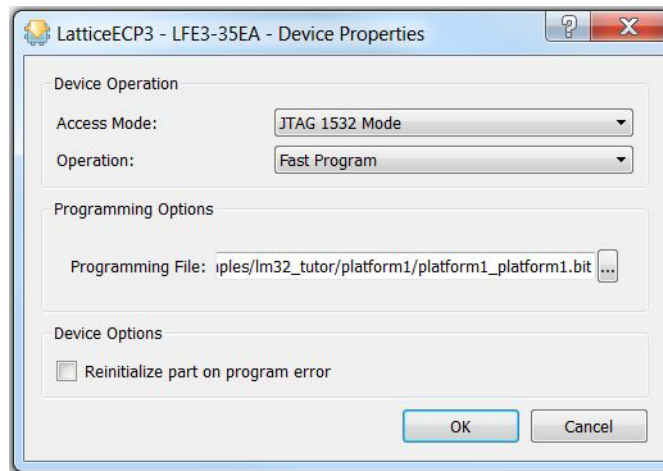 LatticeECP3 - LFE3-35EA - Device Properties
? X
Device Operation
Access Mode: JTAG 1532 Mode
Operation: Fast Program
Programming Options
Programming File: ples/lm32_tutor/platform1/platform1_platform1.bit ...
Device Options
Reinitialize part on program error
OK Cancel